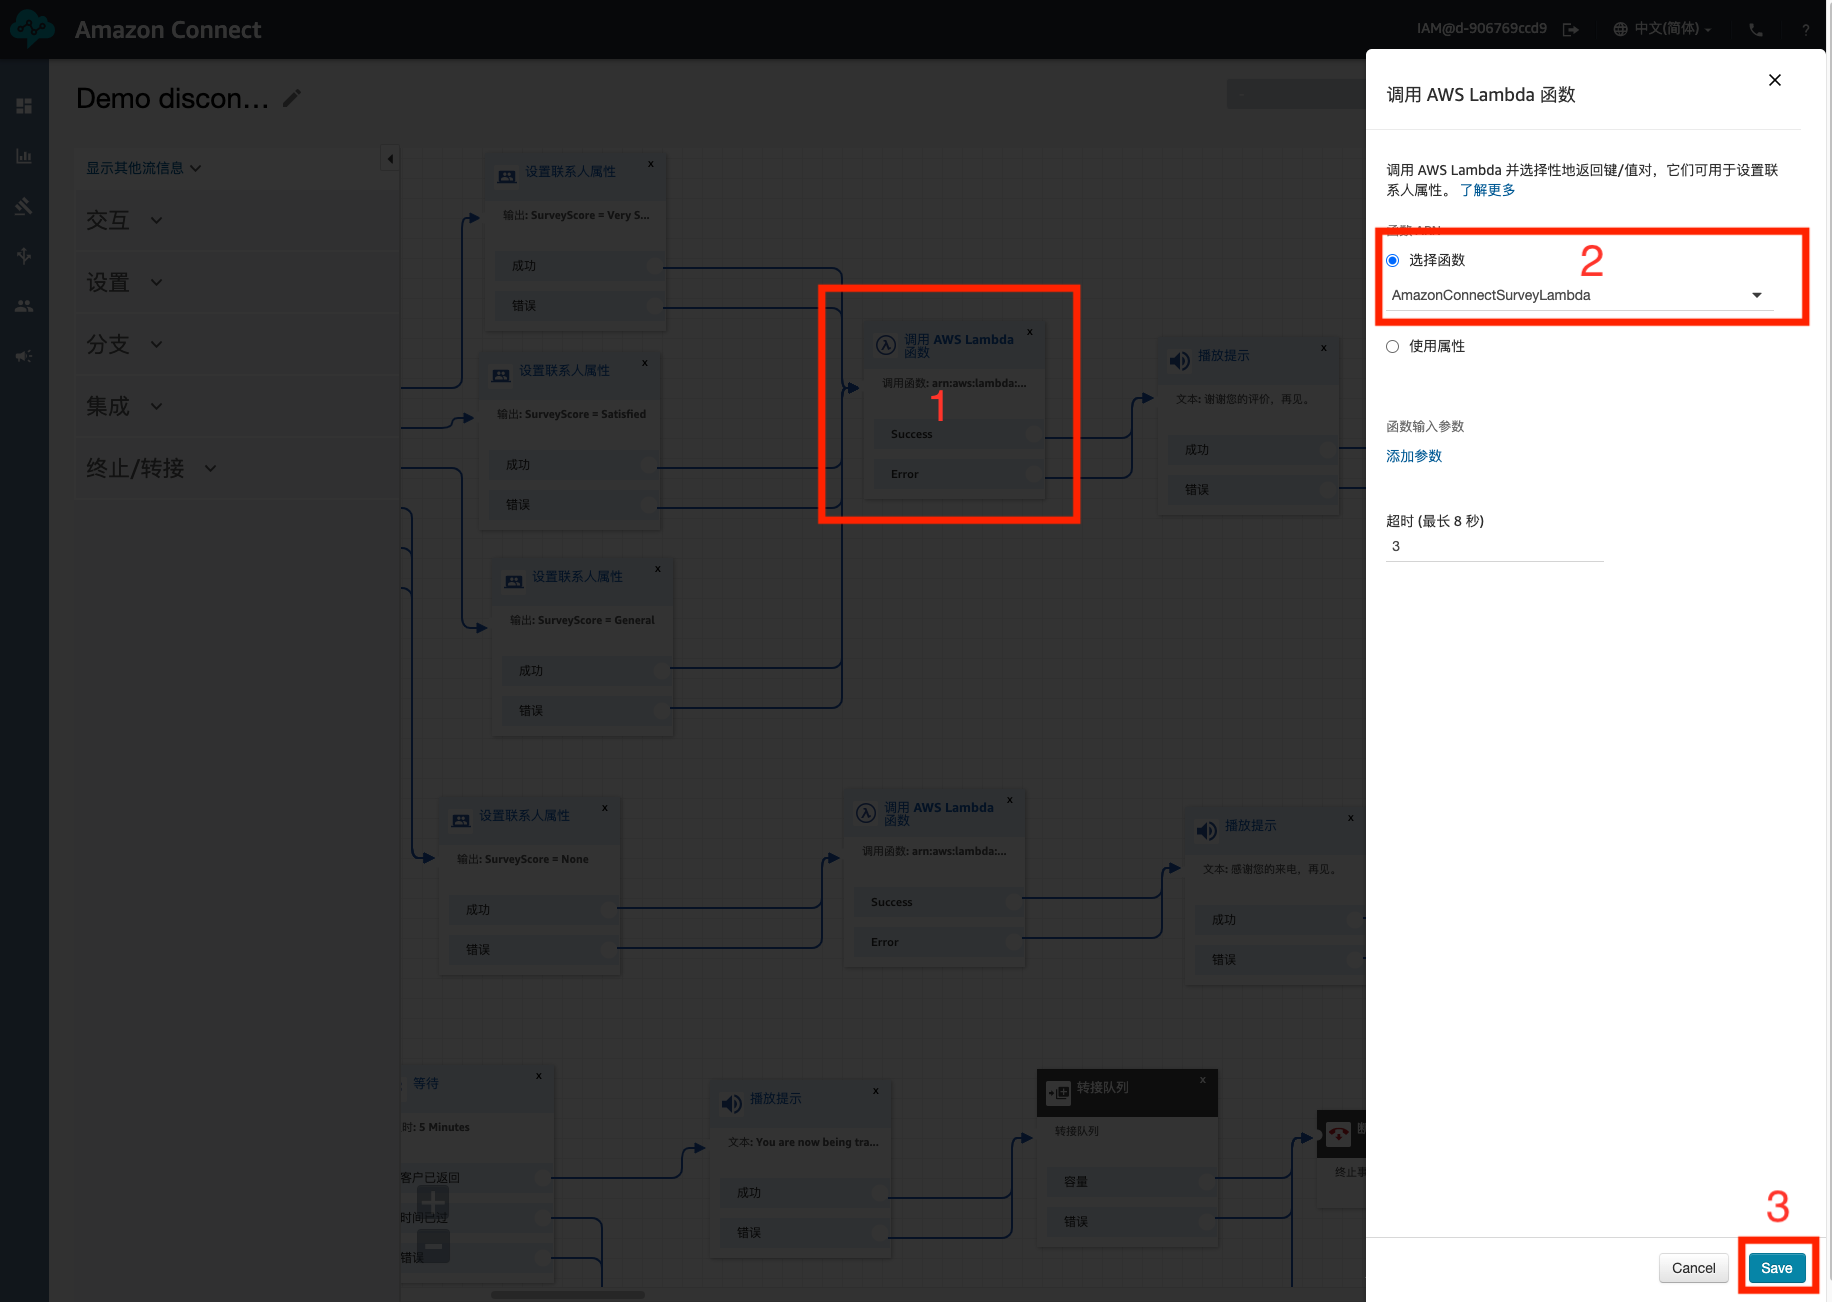 Amazon Connect
IAM@d-906769ccd9
中文(简体)
?
Demo discon...
显示其他流信息
交互
设置
分支
集成
终止/转接
设置联系人属性
x
输出: SurveyScore = Very S...
成功
错误
设置联系人属性
x
输出: SurveyScore = Satisfied
成功
错误
设置联系人属性
x
输出: SurveyScore = General
成功
错误
调用 AWS Lambda
函数
x
调用函数: arn:aws:lambda:...
1
Success
Error
播放提示
x
文本: 谢谢您的评价，再见。
成功
错误
设置联系人属性
x
输出: SurveyScore = None
成功
错误
调用 AWS Lambda
函数
x
调用函数: arn:aws:lambda:...
Success
Error
播放提示
x
文本: 感谢您的来电，再见。
成功
错误
等待
x
时: 5 Minutes
客户已返回
时间已过
错误
播放提示
x
文本: You are now being tra...
成功
错误
转接队列
x
转接队列
容量
错误
终止事
调用 AWS Lambda 函数
调用 AWS Lambda 并选择性地返回键/值对，它们可用于设置联
系人属性。 了解更多
函数 ARN
选择函数
2
AmazonConnectSurveyLambda
使用属性
函数输入参数
添加参数
超时 (最长 8 秒)
3
3
Cancel
Save